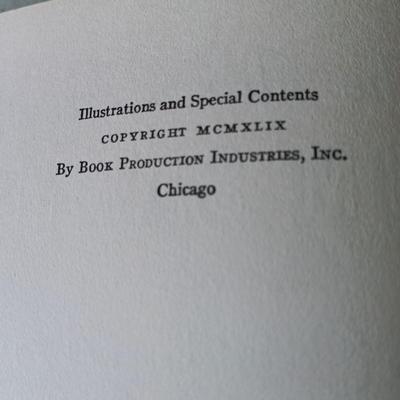 Illustrations and Special Contents
COPYRIGHT MCMXLIX
By BOOK PRODUCTION INDUSTRIES, INC.
Chicago